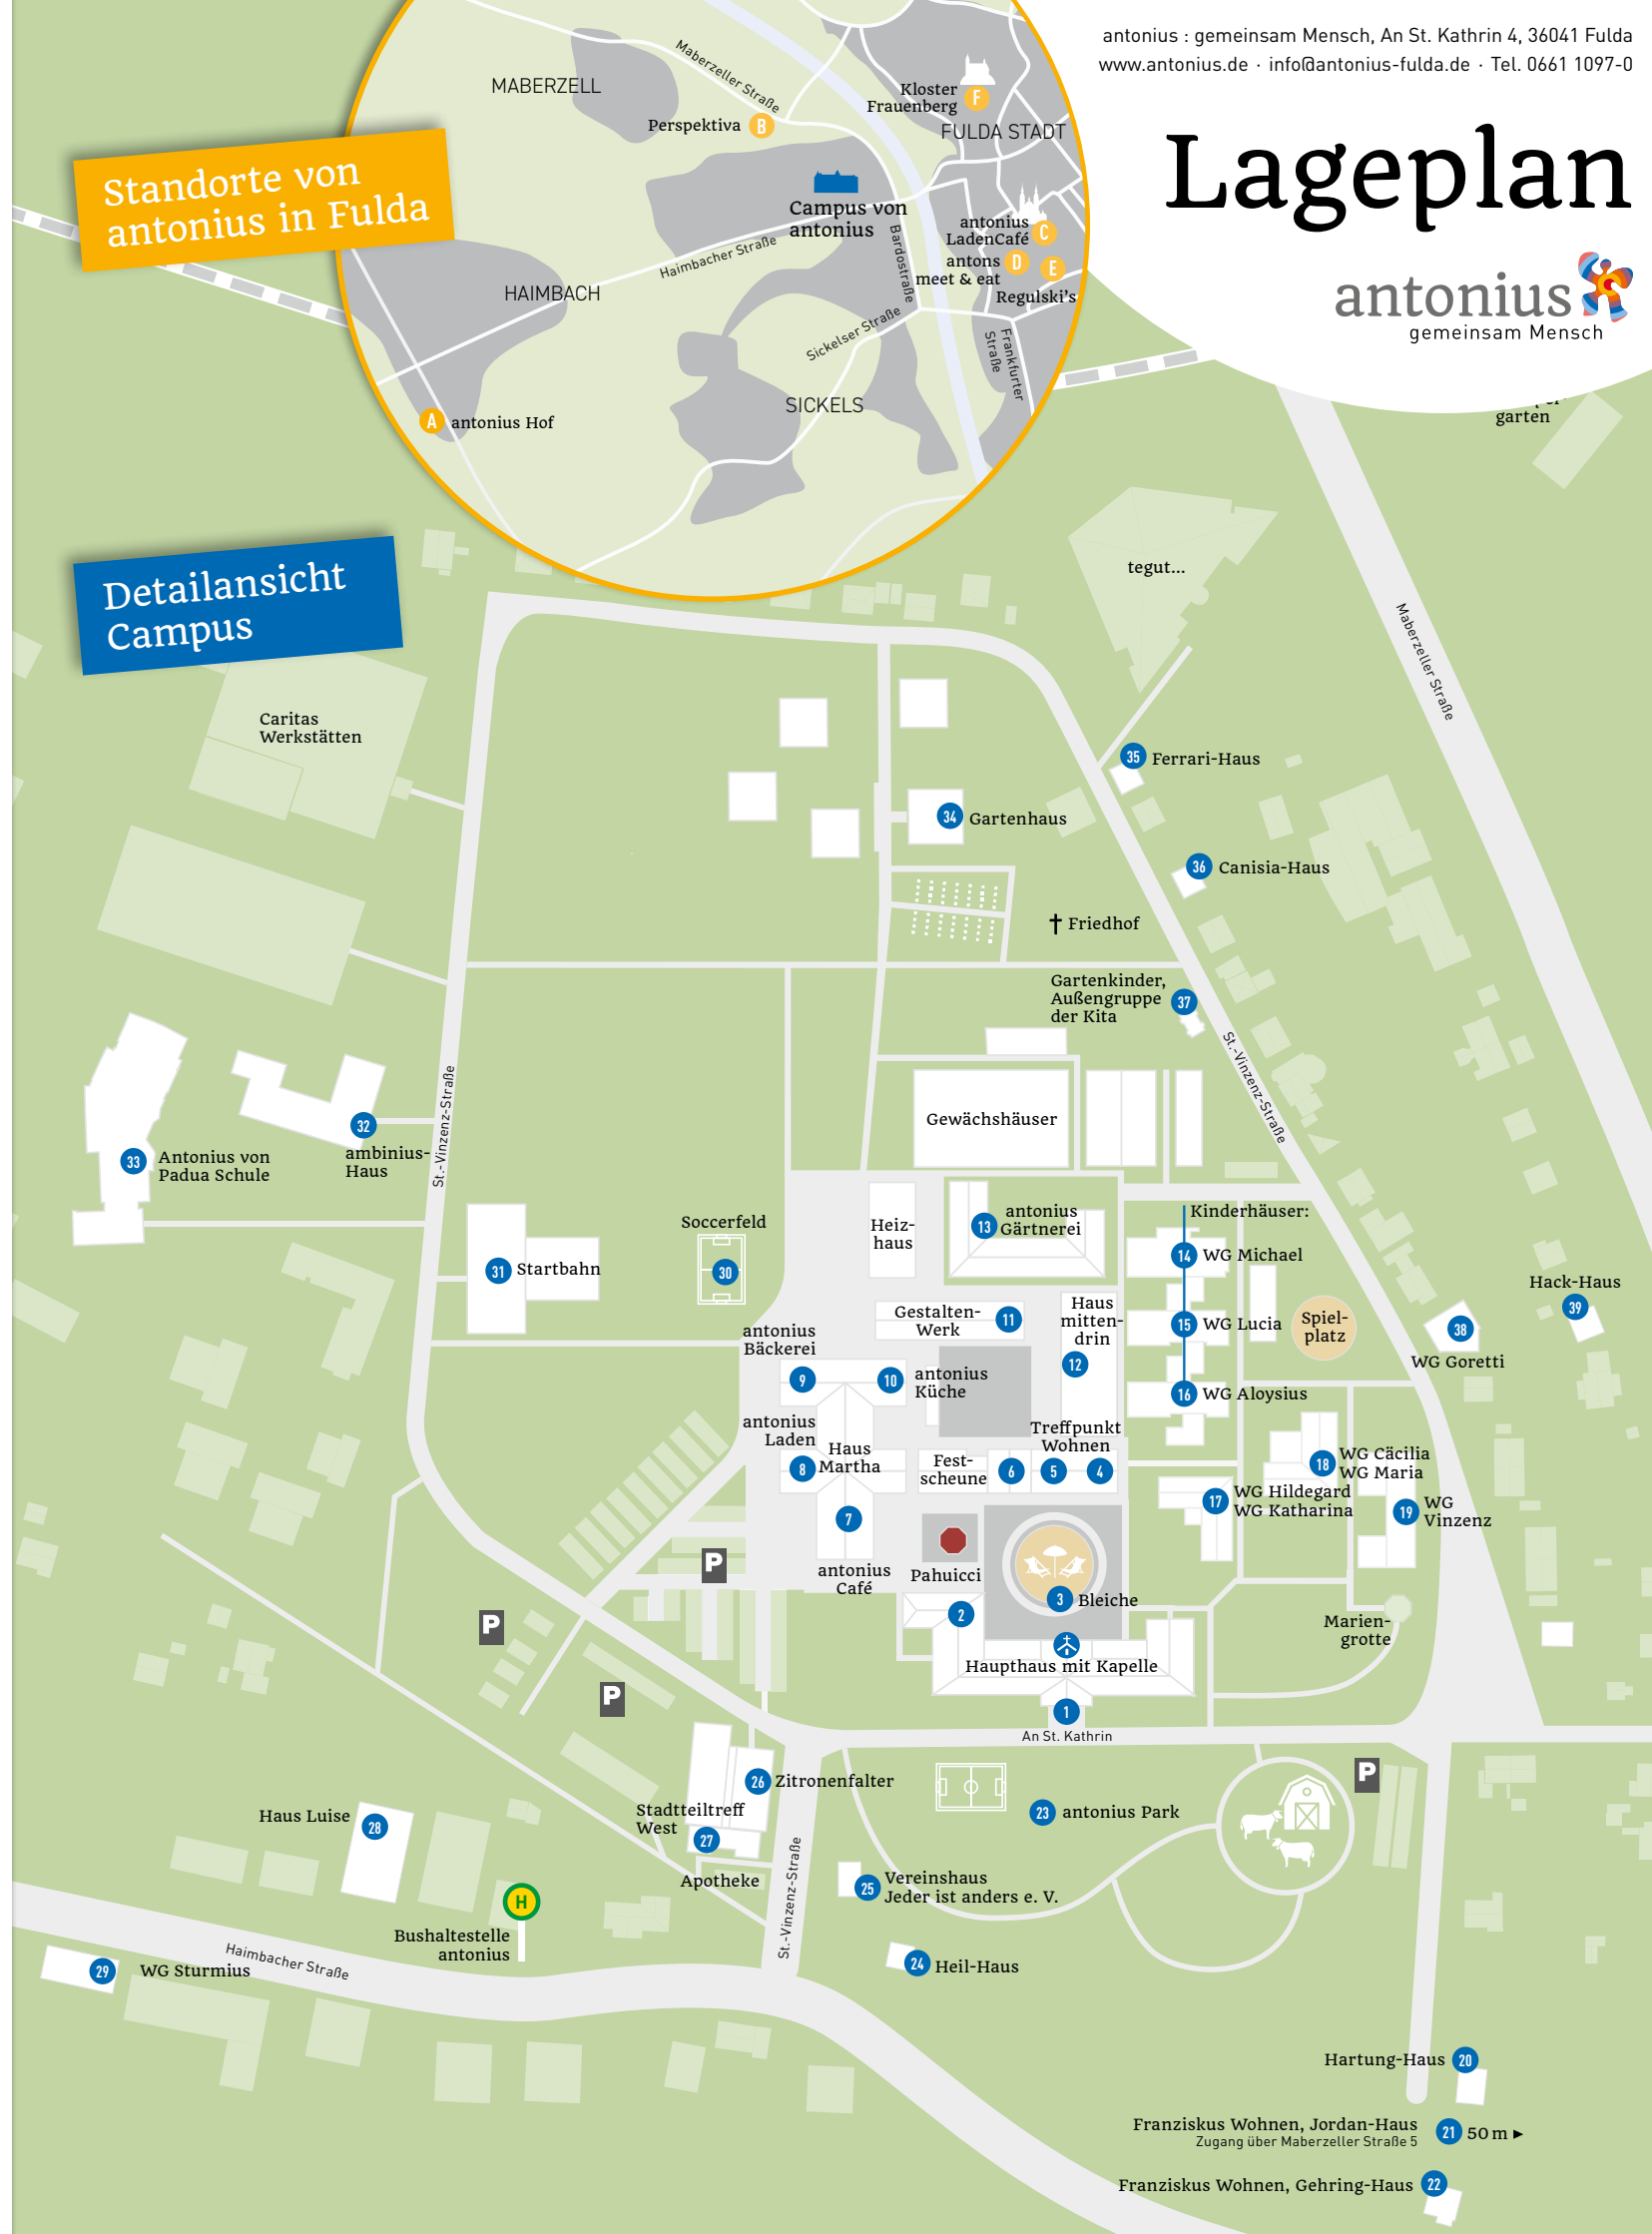 antonius : gemeinsam Mensch, An St. Kathrin 4, 36041 Fulda
www.antonius.de · info@antonius-fulda.de · Tel. 0661 1097-0
Lageplan
antonius
gemeinsam Mensch
Standorte von
antonius in Fulda
MABERZELL
Maberzeller Straße
Perspektiva
B
Kloster
Frauenberg
F
FULDA STADT
Campus von
antonius
antonius
LadenCafé
C
antons
meet & eat
D
E
Regulski's
Haimbacher Straße
Bardostraße
HAIMBACH
Sickelser Straße
Frankfurter
Straße
SICKELS
A
antonius Hof
garten
Detailansicht
Campus
tegut...
Maberzeller Straße
Caritas
Werkstätten
35
Ferrari-Haus
34
Gartenhaus
36
Canisia-Haus
Friedhof
Gartenkinder,
Außengruppe
der Kita
37
St.-Vinzenz-Straße
St.-Vinzenz-Straße
Gewächshäuser
32
ambinius-
Haus
33
Antonius von
Padua Schule
Soccerfeld
30
31
Startbahn
Heiz-
haus
13
antonius
Gärtnerei
Kinderhäuser:
14
WG Michael
15
WG Lucia
16
WG Aloysius
Spiel-
platz
Hack-Haus
39
38
WG Goretti
Gestalten-
Werk
11
Haus
mitten-
drin
12
antonius
Bäckerei
9
10
antonius
Küche
antonius
Laden
8
Haus
Martha
Fest-
scheune
6
Treffpunkt
Wohnen
5
4
18
WG Cäcilia
WG Maria
17
WG Hildegard
WG Katharina
19
WG
Vinzenz
7
antonius
Café
Pahuicci
3
Bleiche
2
P
P
P
Marien-
grotte
Haupthaus mit Kapelle
1
An St. Kathrin
P
26
Zitronenfalter
23
antonius Park
Stadtteiltreff
West
27
Apotheke
Haus Luise
28
25
Vereinshaus
Jeder ist anders e. V.
St.-Vinzenz-Straße
H
Bushaltestelle
antonius
Haimbacher Straße
29
WG Sturmius
24
Heil-Haus
Hartung-Haus
20
Franziskus Wohnen, Jordan-Haus
Zugang über Maberzeller Straße 5
21
50 m ►
Franziskus Wohnen, Gehring-Haus
22